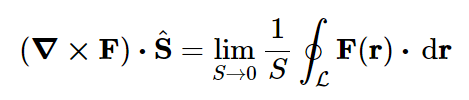 (∇ × F) · Ŝ = lim_{S→0} 1/S ∮_ℒ F(r) · dr